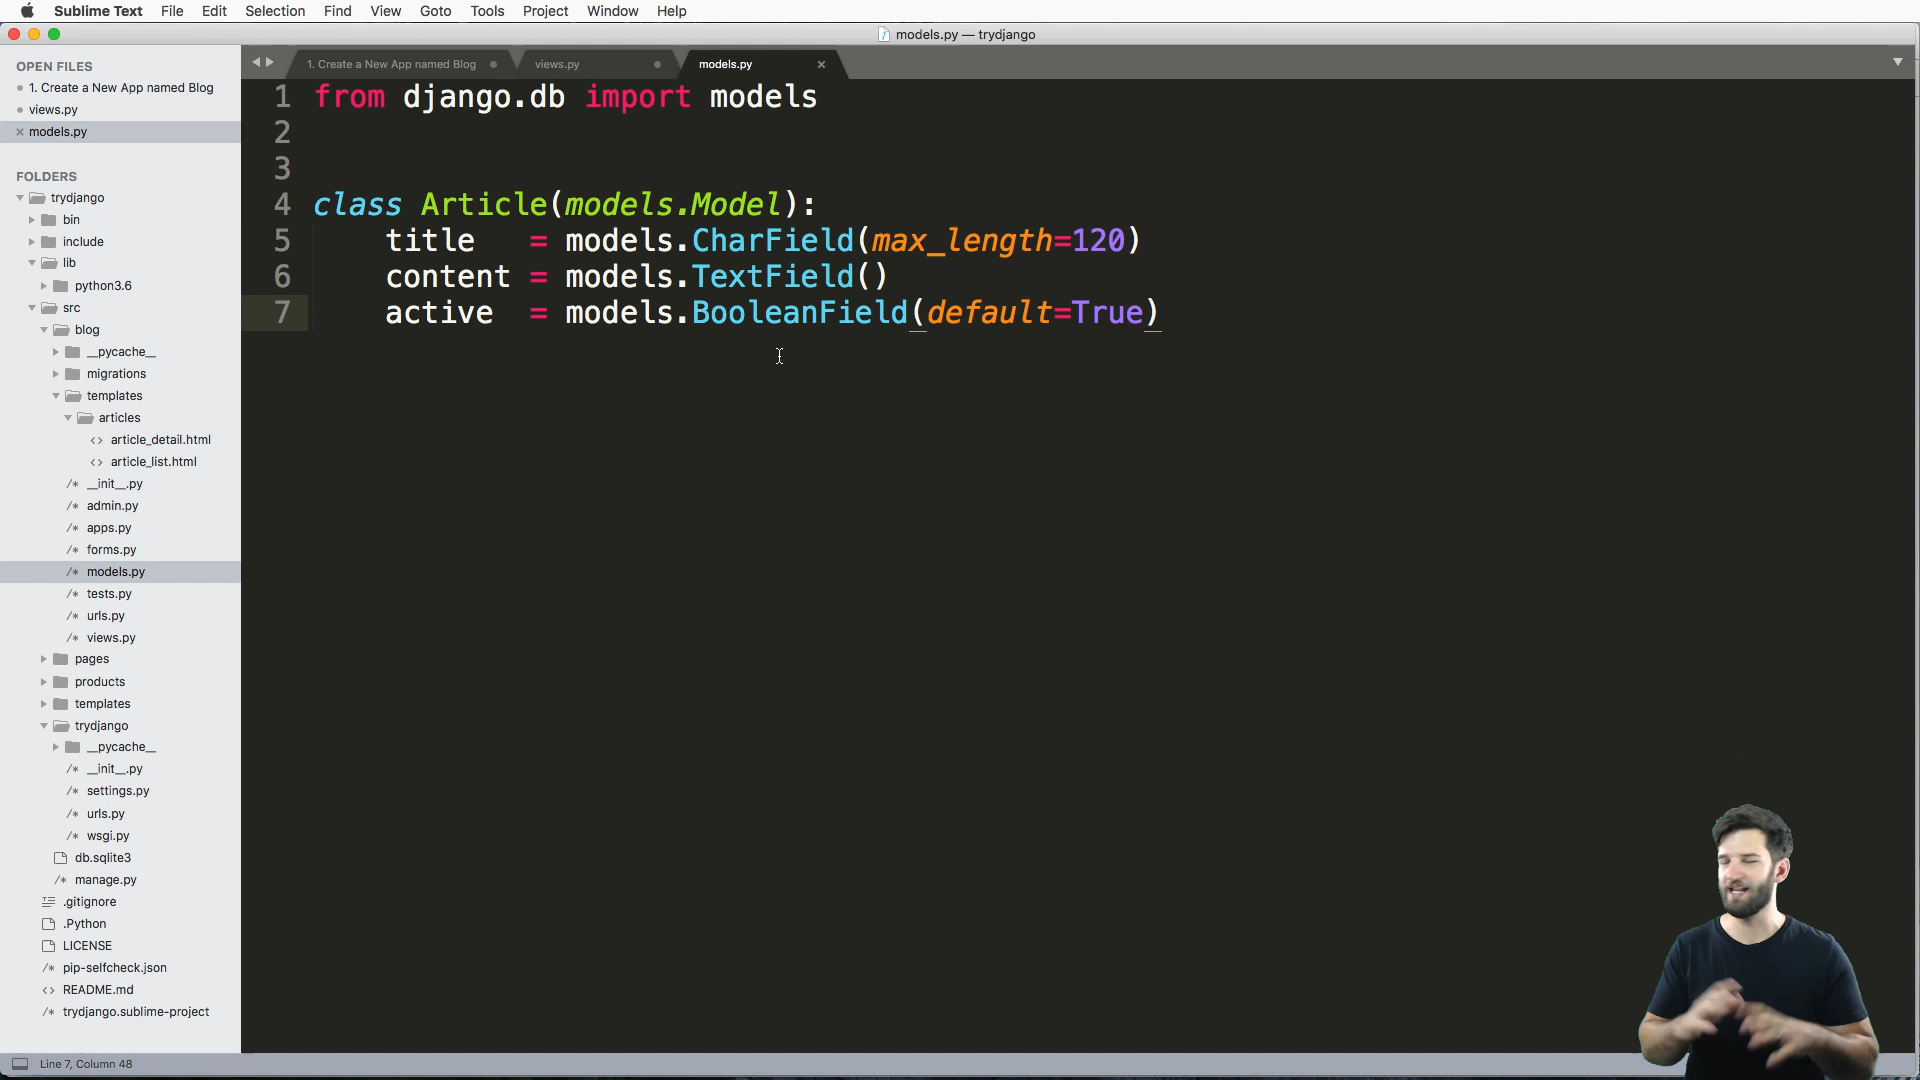 Sublime Text File Edit Selection Find View Goto Tools Project Window Help
models.py — trydjango
OPEN FILES
1. Create a New App named Blog
views.py
models.py
FOLDERS
trydjango
bin
include
lib
python3.6
src
blog
__pycache__
migrations
templates
articles
<> article_detail.html
<> article_list.html
/* __init__.py
/* admin.py
/* apps.py
/* forms.py
/* models.py
/* tests.py
/* urls.py
/* views.py
pages
products
templates
trydjango
__pycache__
/* __init__.py
/* settings.py
/* urls.py
/* wsgi.py
db.sqlite3
/* manage.py
.gitignore
.Python
LICENSE
/* pip-selfcheck.json
<> README.md
/* trydjango.sublime-project
1. Create a New App named Blog views.py models.py
1 from django.db import models
2
3
4 class Article(models.Model):
5 title = models.CharField(max_length=120)
6 content = models.TextField()
7 active = models.BooleanField(default=True)
Line 7, Column 48